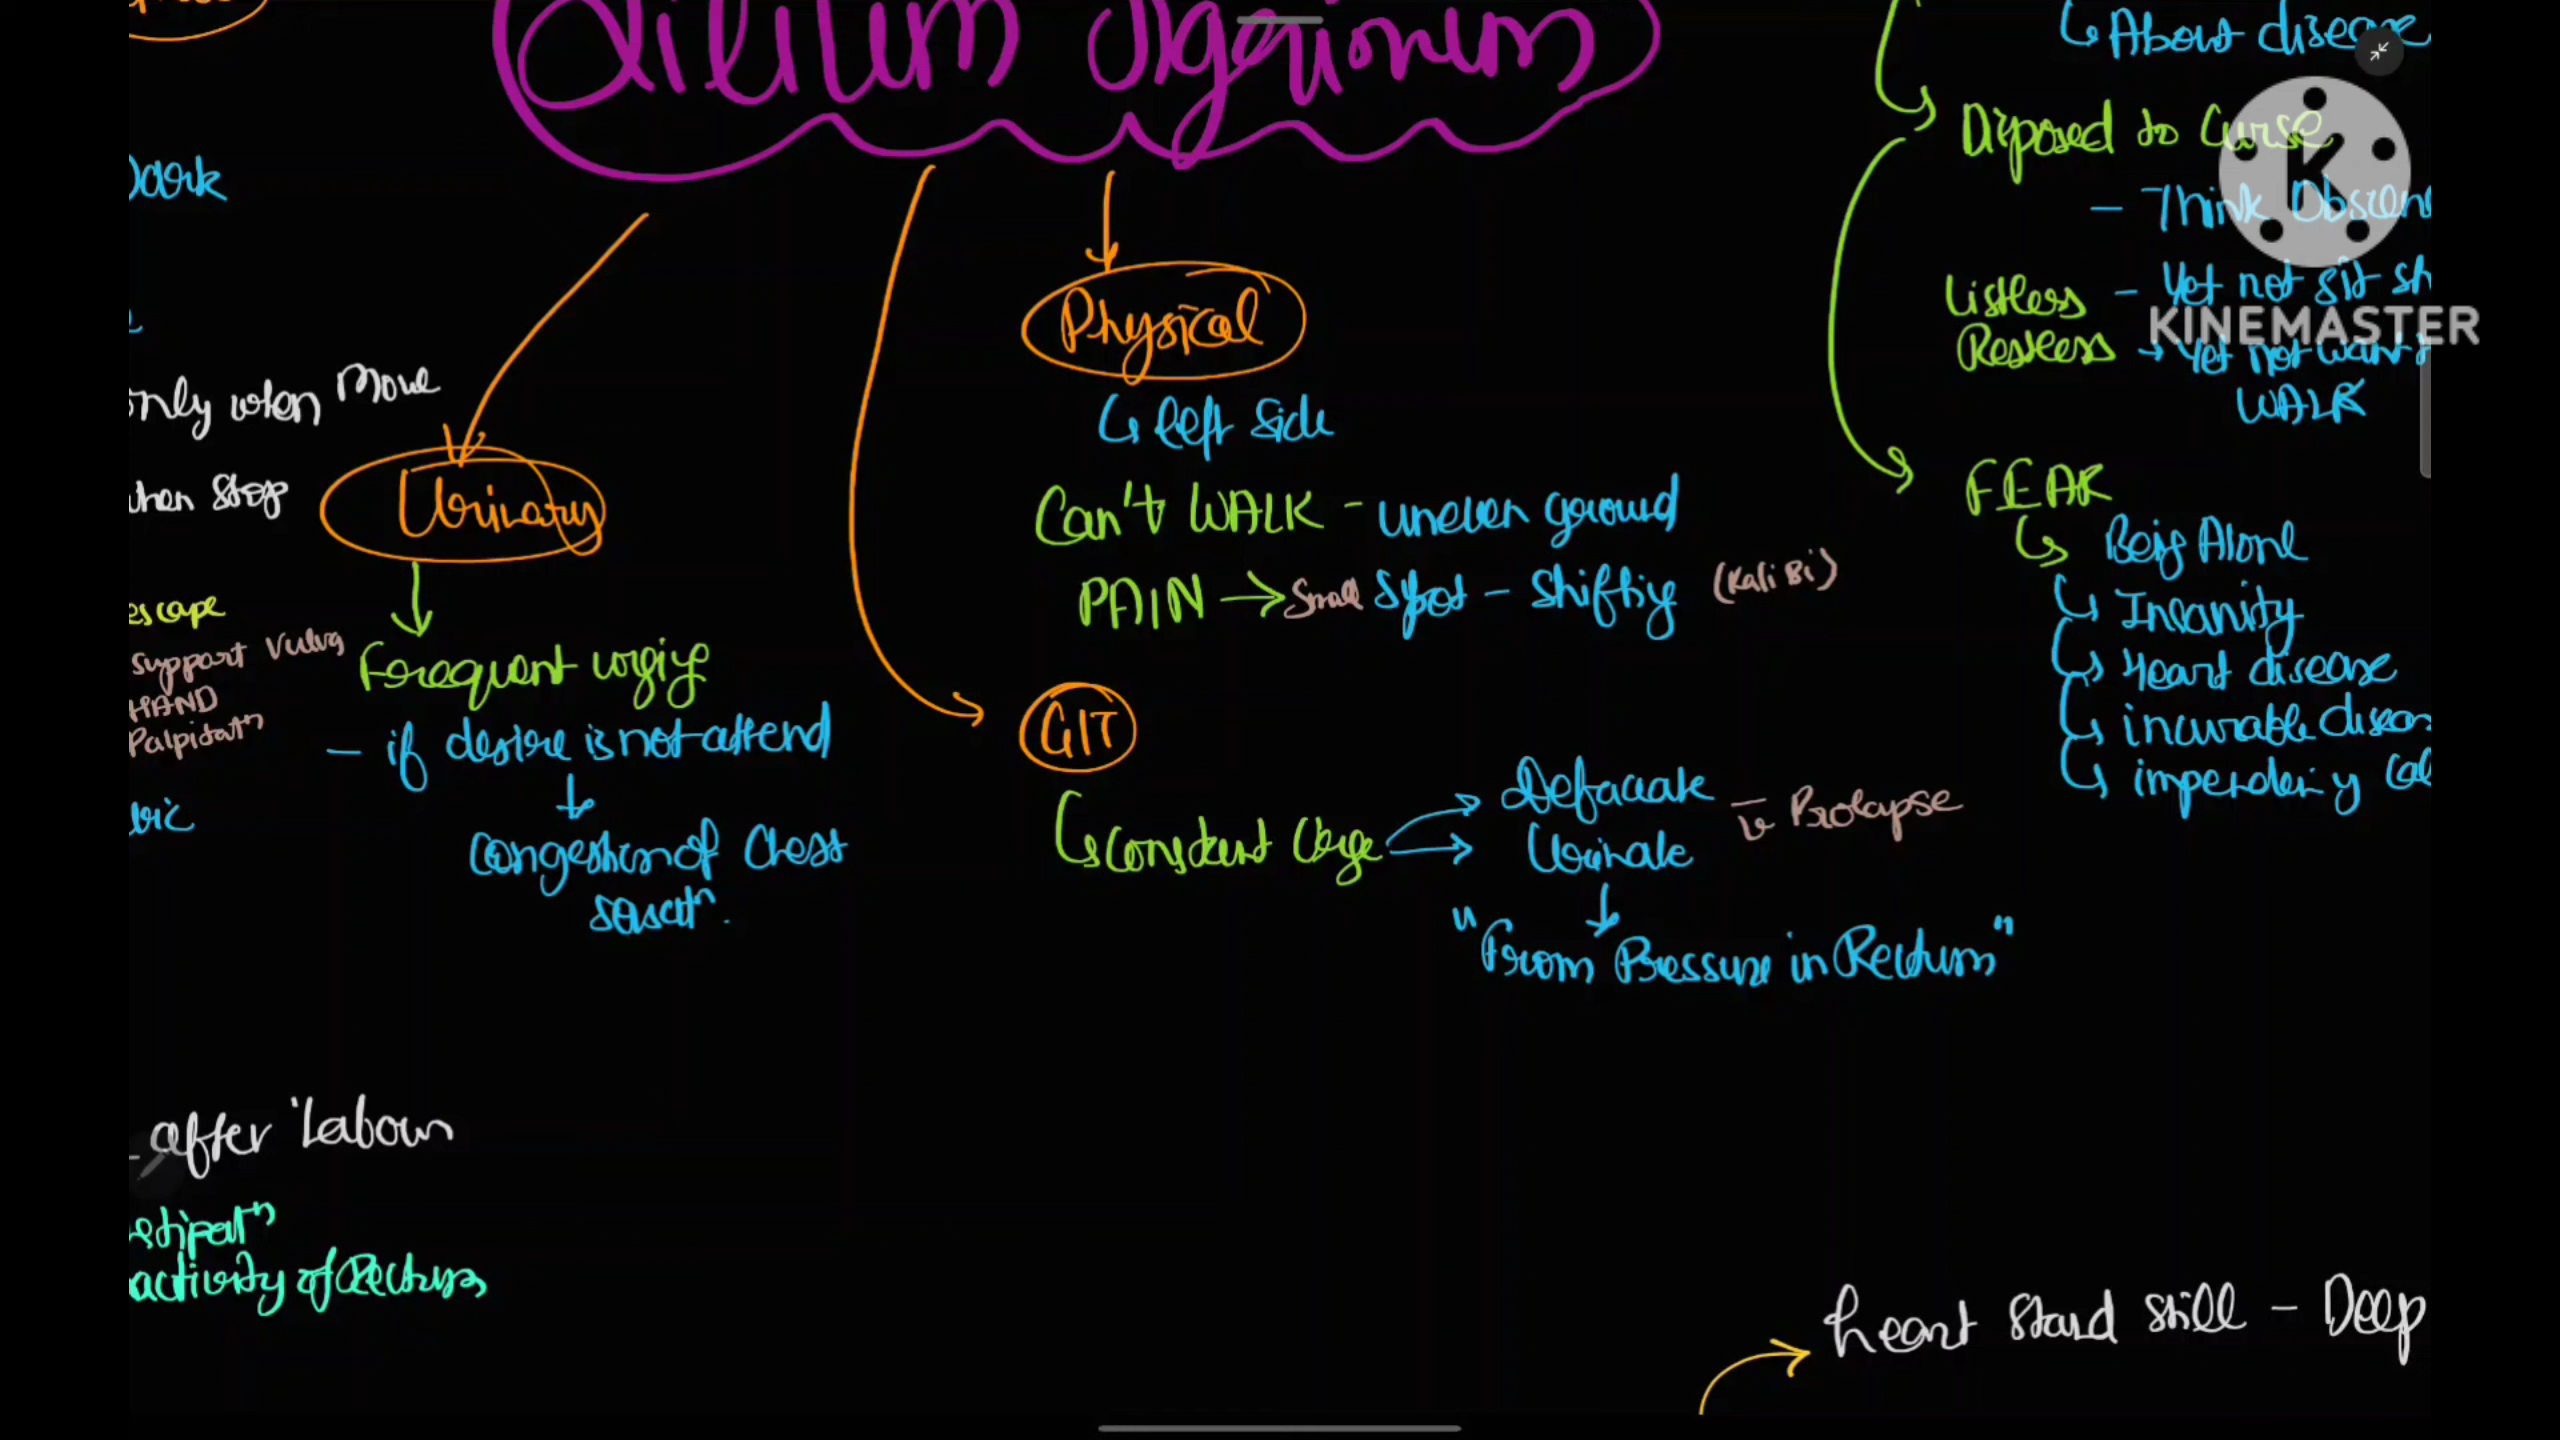 Lilium Tigrinum
Dark
only when Move
when stop
escape
support Vulva
HAND
Palpitatn
after Labour
activity of Rectum
Urinary
Frequent urging
- if desire is not attend
congestion of Chest
sensatn.
Physical
left side
Can't WALK - uneven ground
PAIN → Small spot - shifting (Kali Bi)
GIT
Constant Urge
Defaecate
Urinate
Prolapse
"From Pressure in Rectum"
About disease
Disposed to Curse
- Think Obscene
Listless - Yet not sit
Restless → Yet not want
WALK
FEAR
Being Alone
Insanity
Heart disease
incurable
heart stand still - Deep
K
KINEMASTER